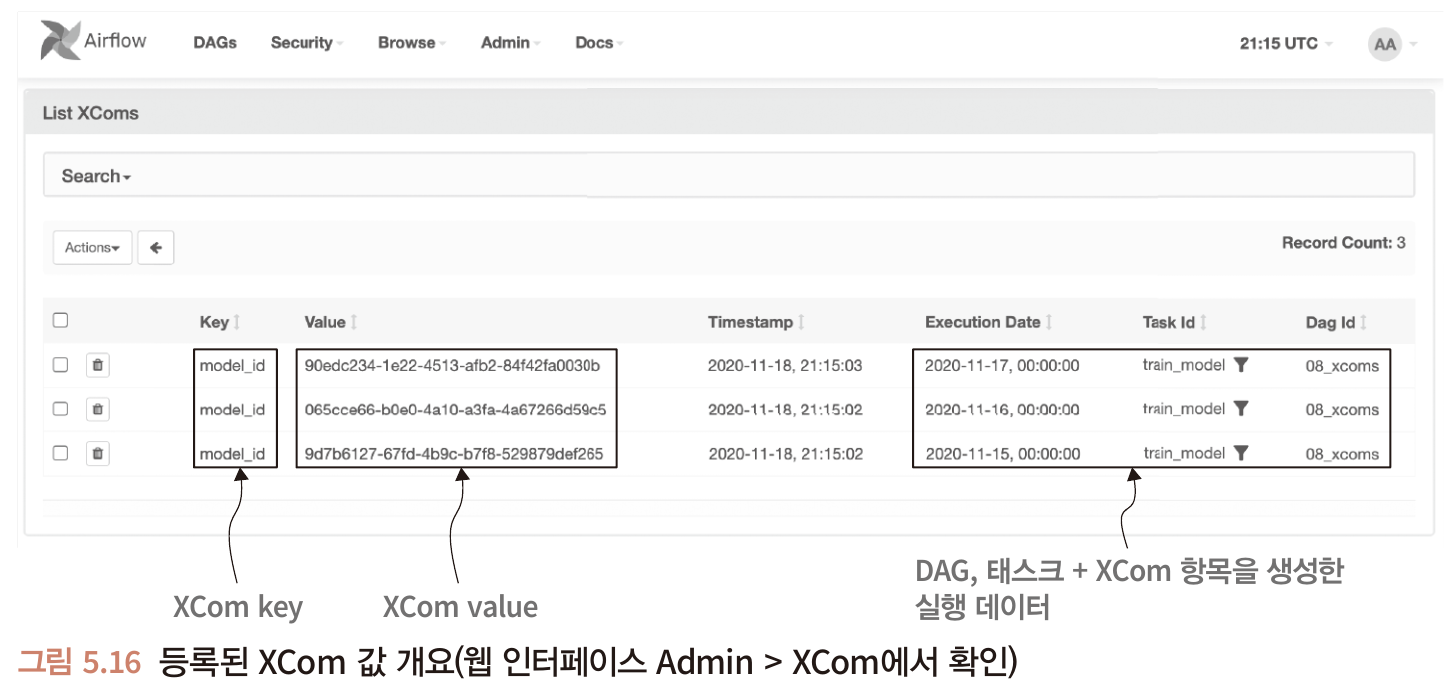 Airflow DAGs Security Browse Admin Docs 21:15 UTC AA
List XComs
Search
Actions Record Count: 3
Key Value Timestamp Execution Date Task Id Dag Id
model_id 90edc234-1e22-4513-afb2-84f42fa0030b 2020-11-18, 21:15:03 2020-11-17, 00:00:00 train_model 08_xcoms
model_id 065cce66-b0e0-4a10-a3fa-4a67266d59c5 2020-11-18, 21:15:02 2020-11-16, 00:00:00 train_model 08_xcoms
model_id 9d7b6127-67fd-4b9c-b7f8-529879def265 2020-11-18, 21:15:02 2020-11-15, 00:00:00 train_model 08_xcoms
XCom key XCom value DAG, 태스크 + XCom 항목을 생성한
실행 데이터
그림 5.16 등록된 XCom 값 개요(웹 인터페이스 Admin > XCom에서 확인)